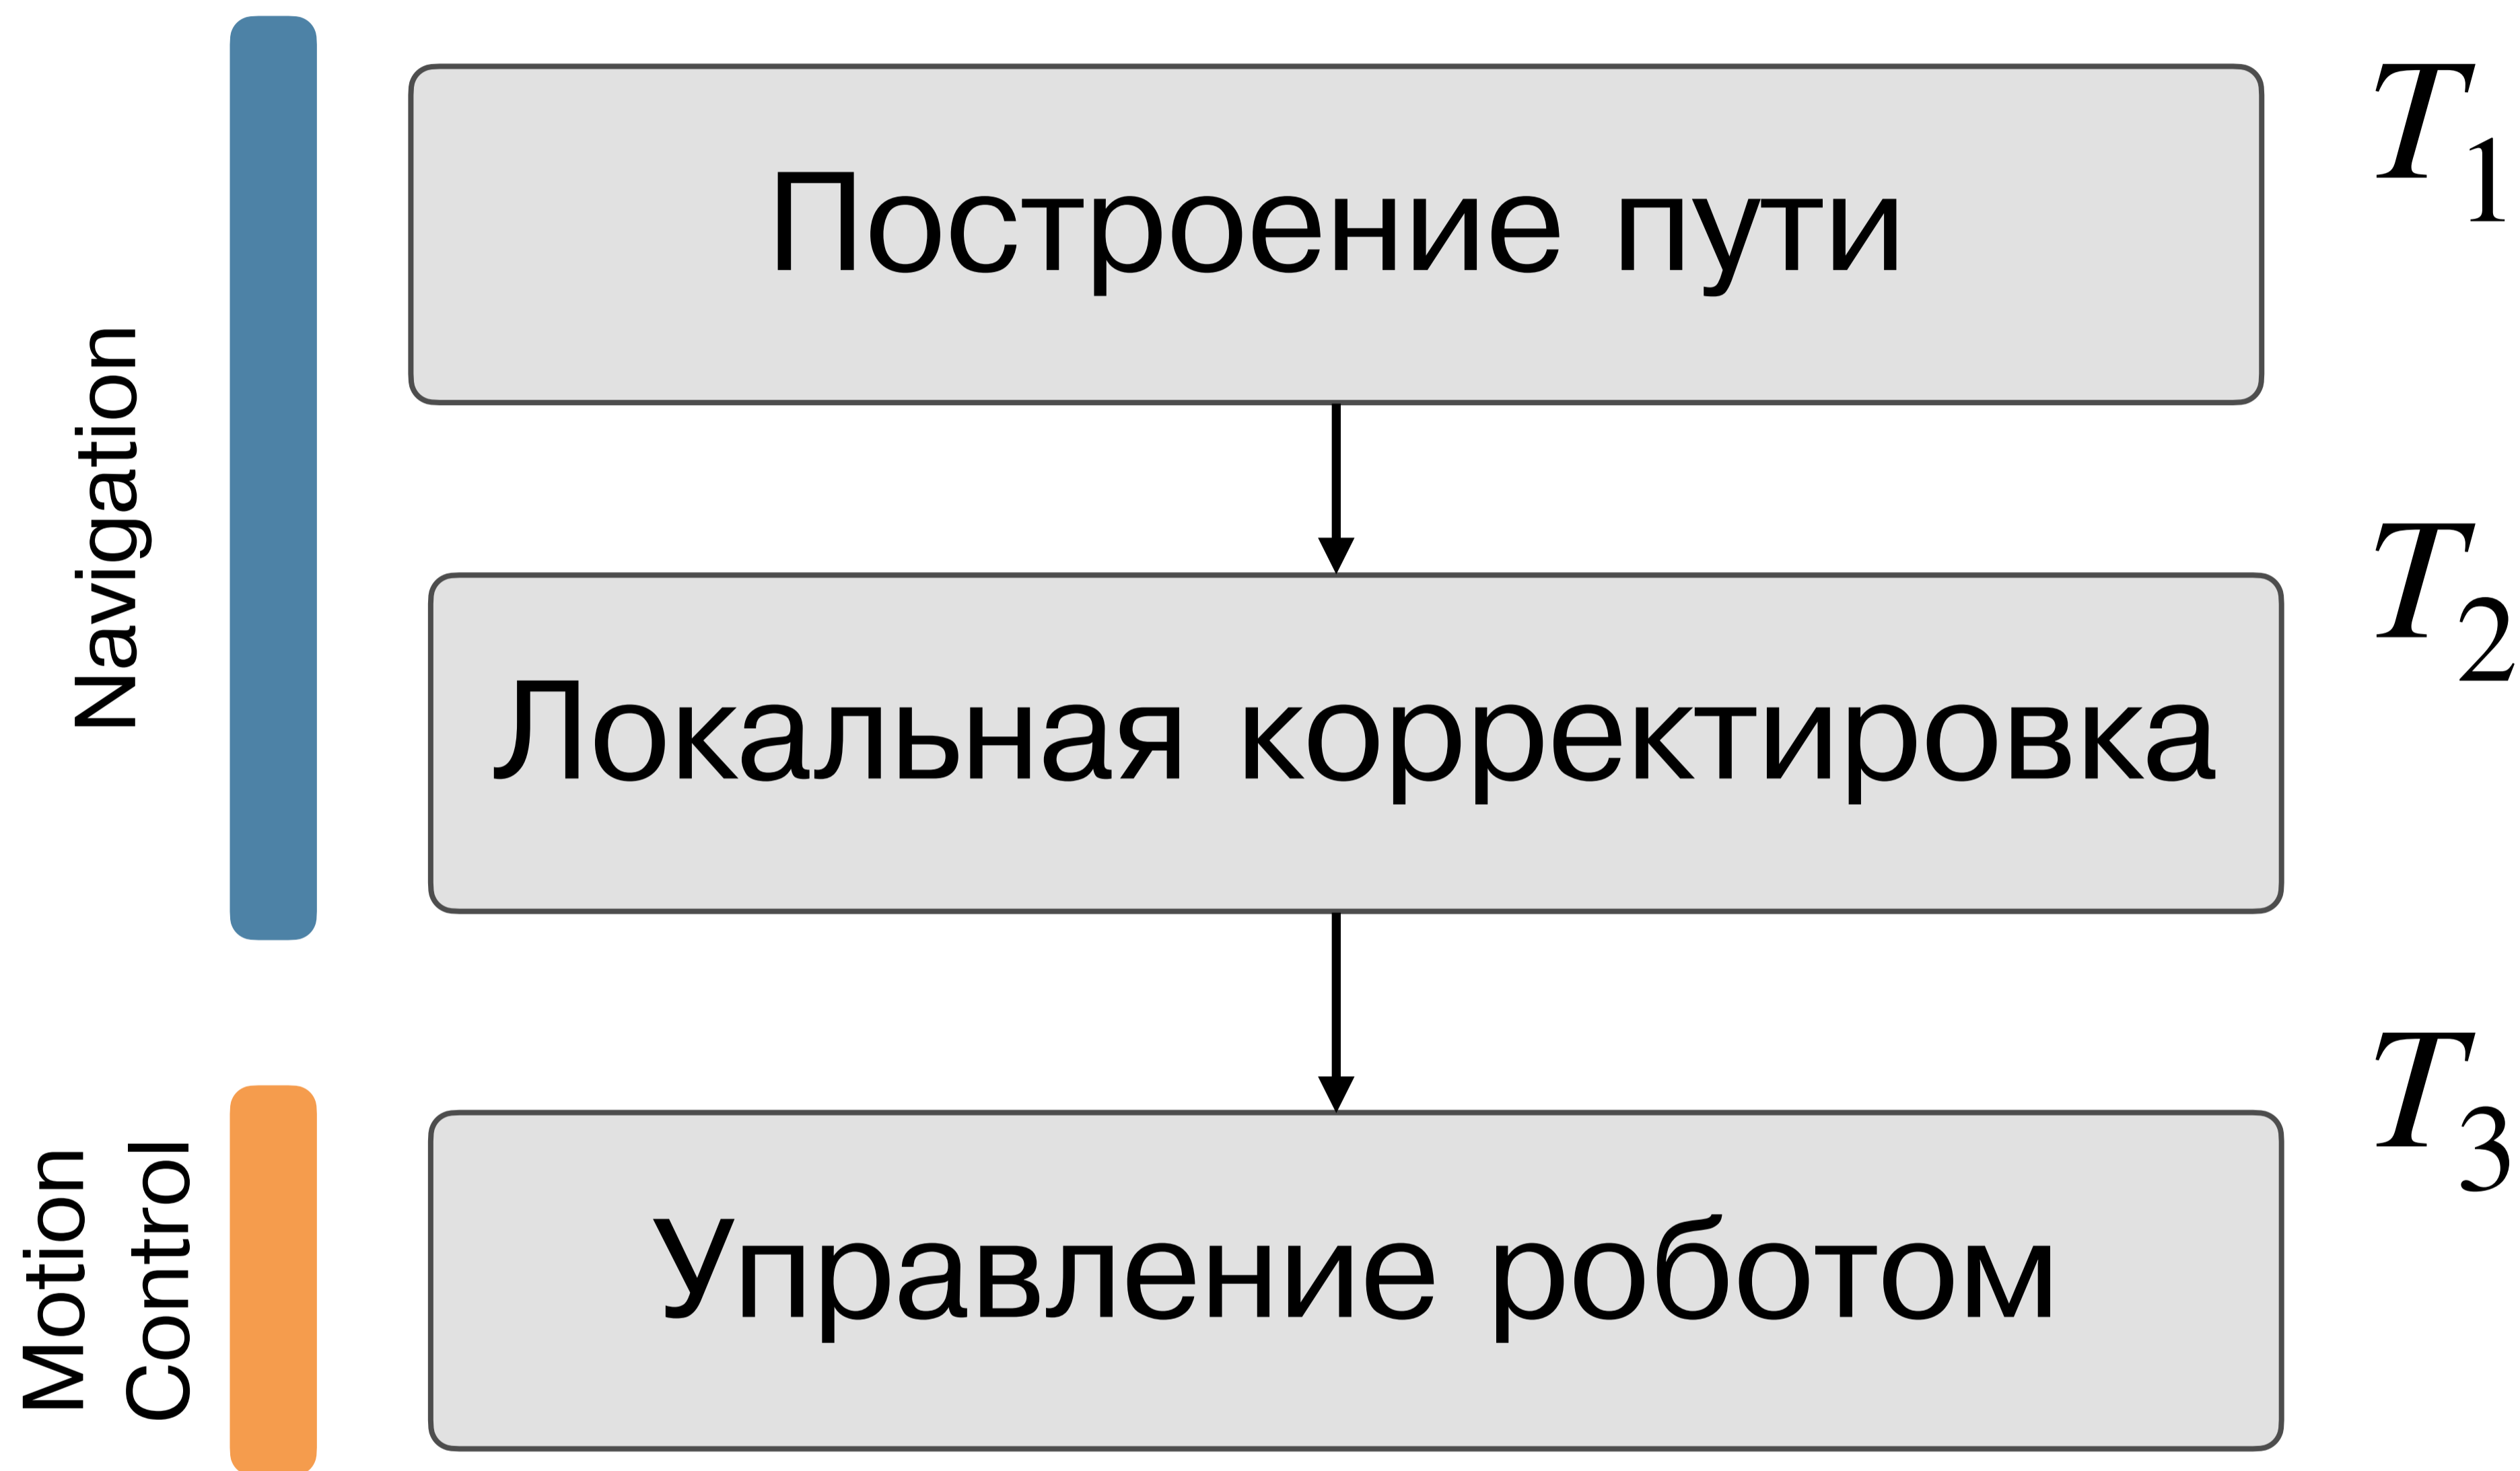 Navigation
Построение пути
T1
Локальная корректировка
T2
Motion
Control
Управление роботом
T3